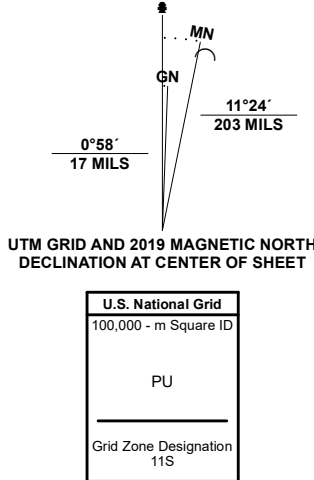 MN
GN
11°24´
203 MILS
0°58´
17 MILS
UTM GRID AND 2019 MAGNETIC NORTH
DECLINATION AT CENTER OF SHEET
U.S. National Grid
100,000 - m Square ID
PU
Grid Zone Designation
11S